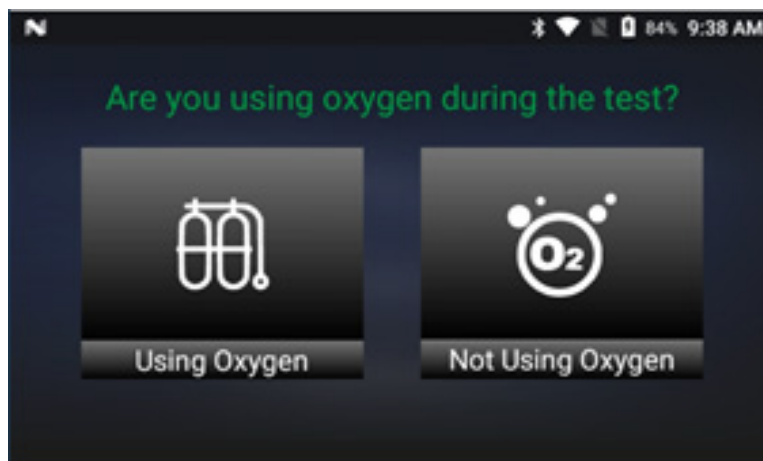 84% 9:38 AM
Are you using oxygen during the test?
O2
Using Oxygen
Not Using Oxygen